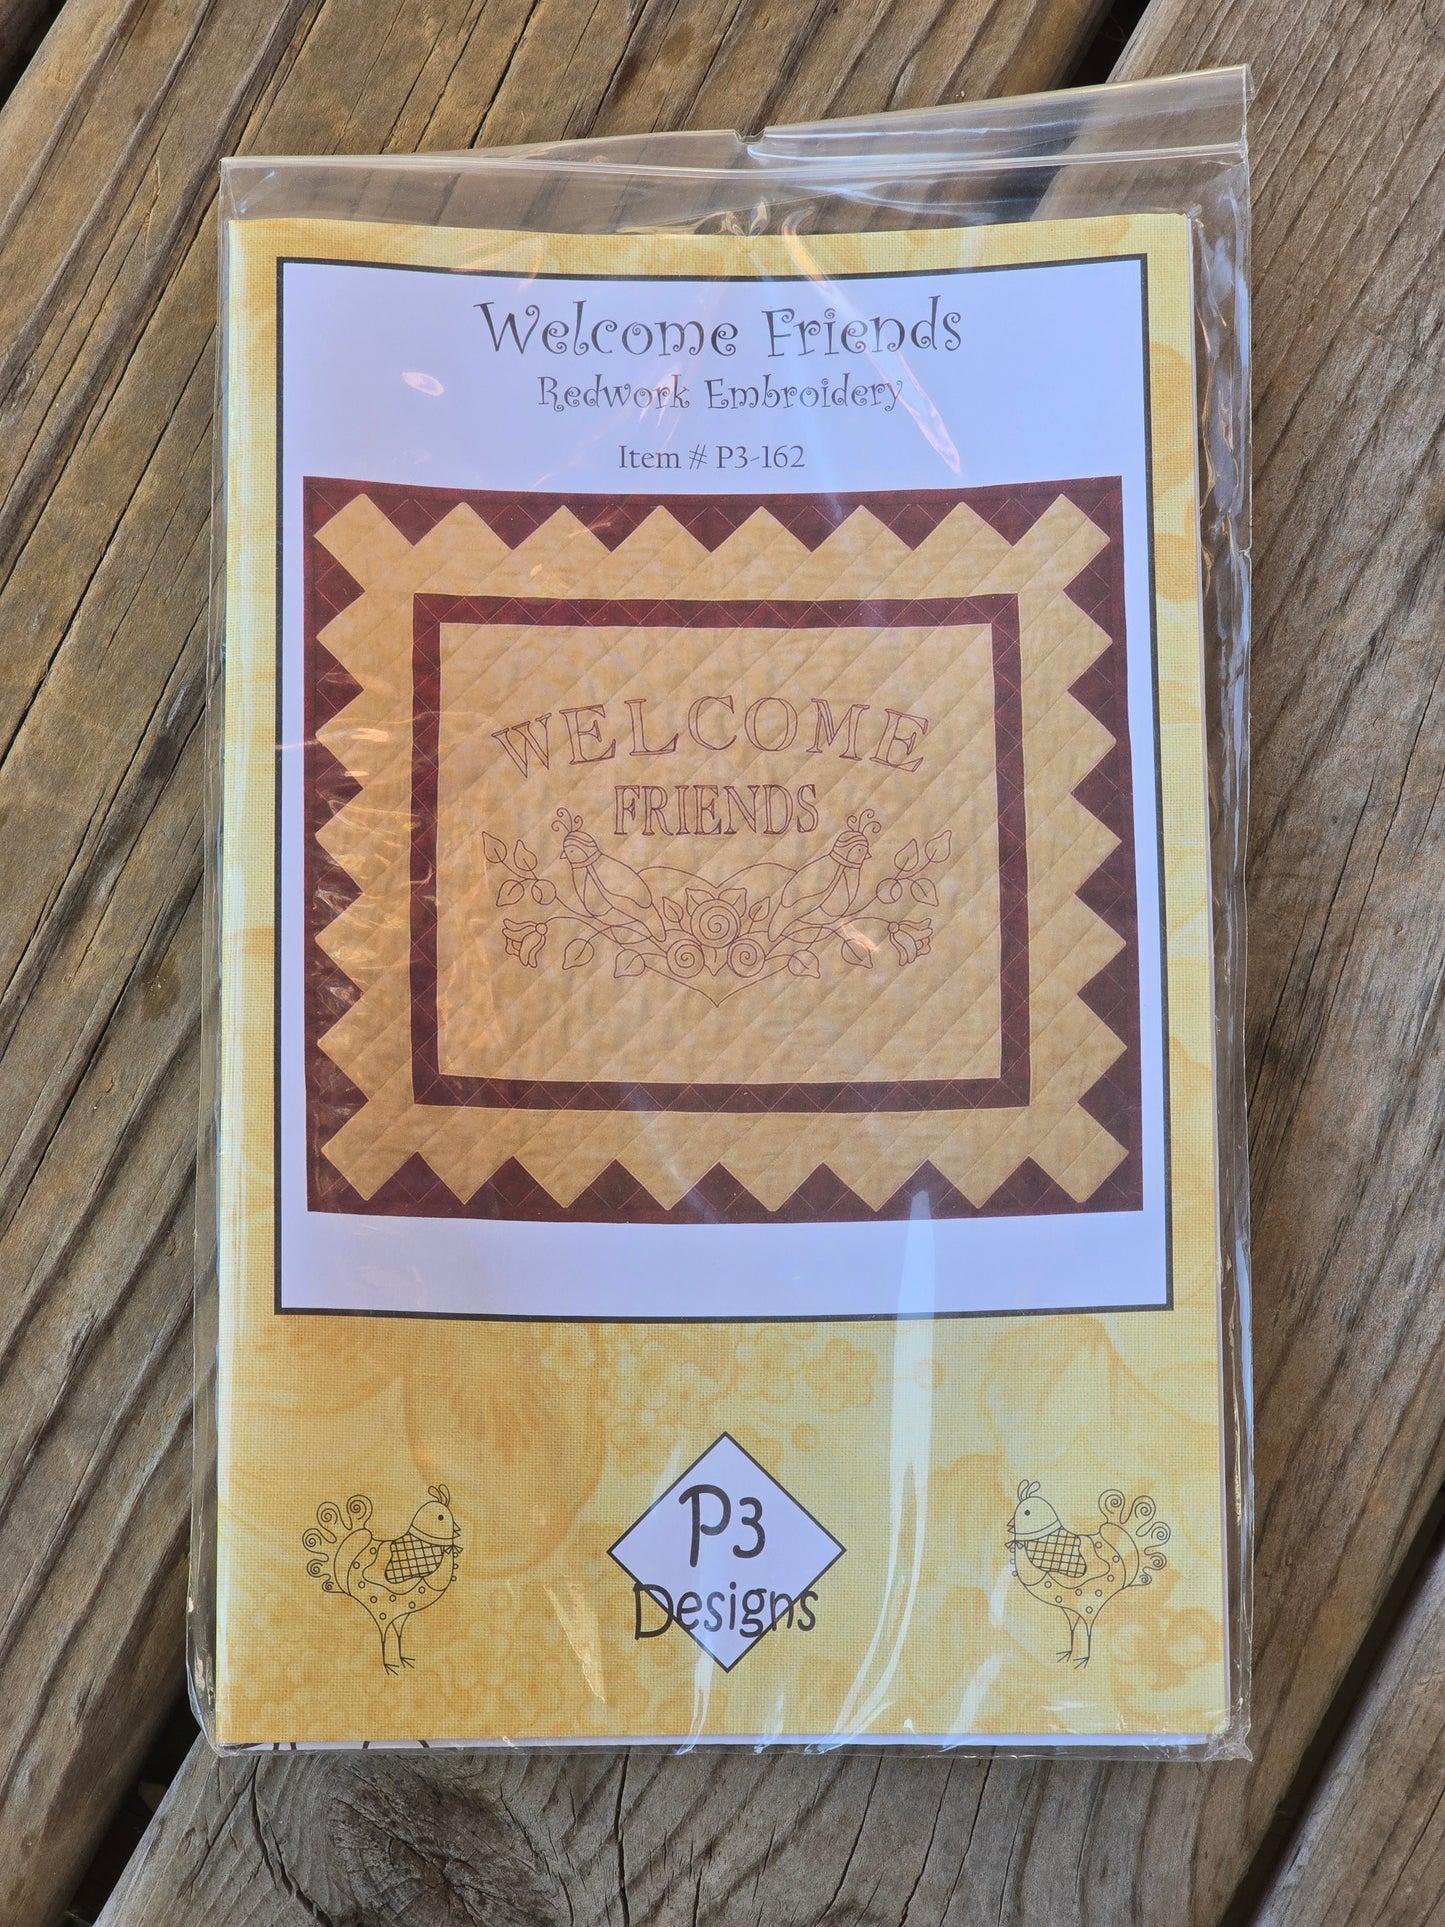 Welcome Friends
Redwork Embroidery
Item # P3-162
WELCOME
FRIENDS
P3
Designs